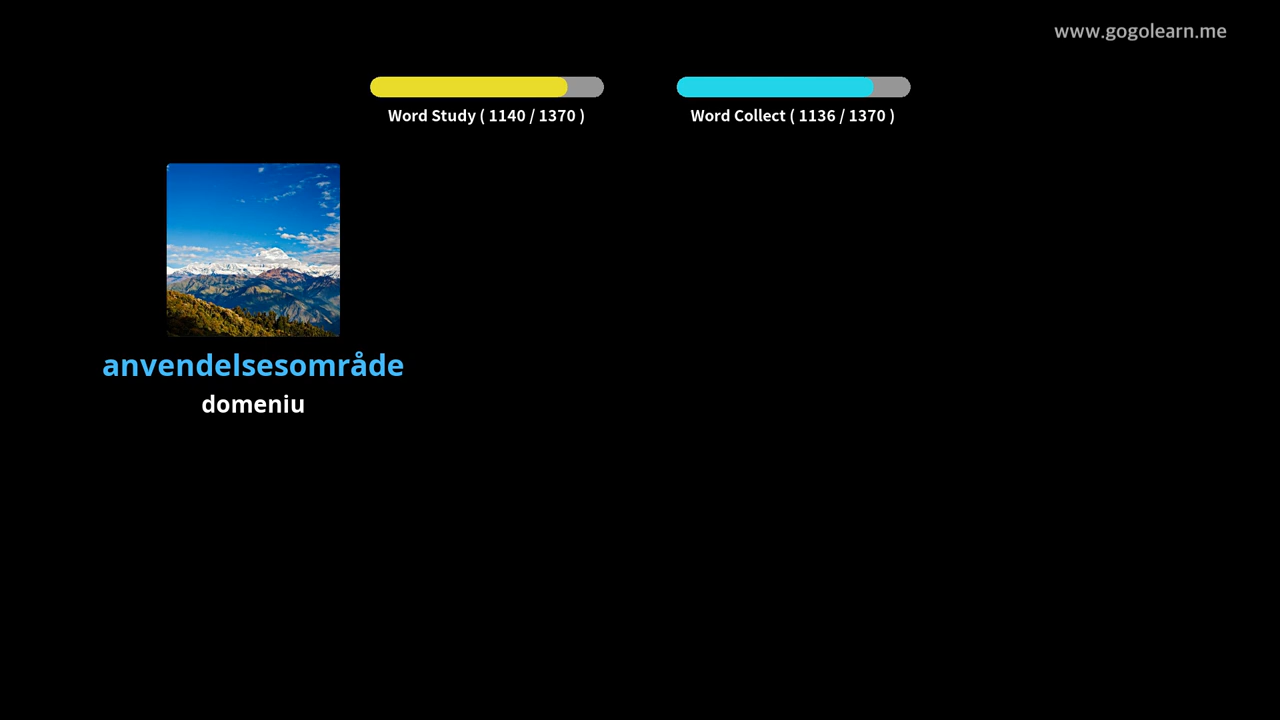 www.gogolearn.me
Word Study ( 1140 / 1370 )
Word Collect ( 1136 / 1370 )
anvendelsesområde
domeniu